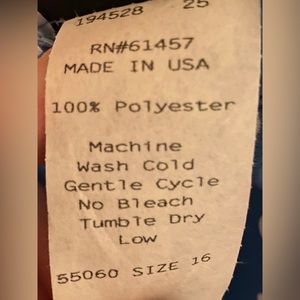 194528 25
RN#61457
MADE IN USA
100% Polyester
Machine
Wash Cold
Gentle Cycle
No Bleach
Tumble Dry
Low
55060 SIZE 16